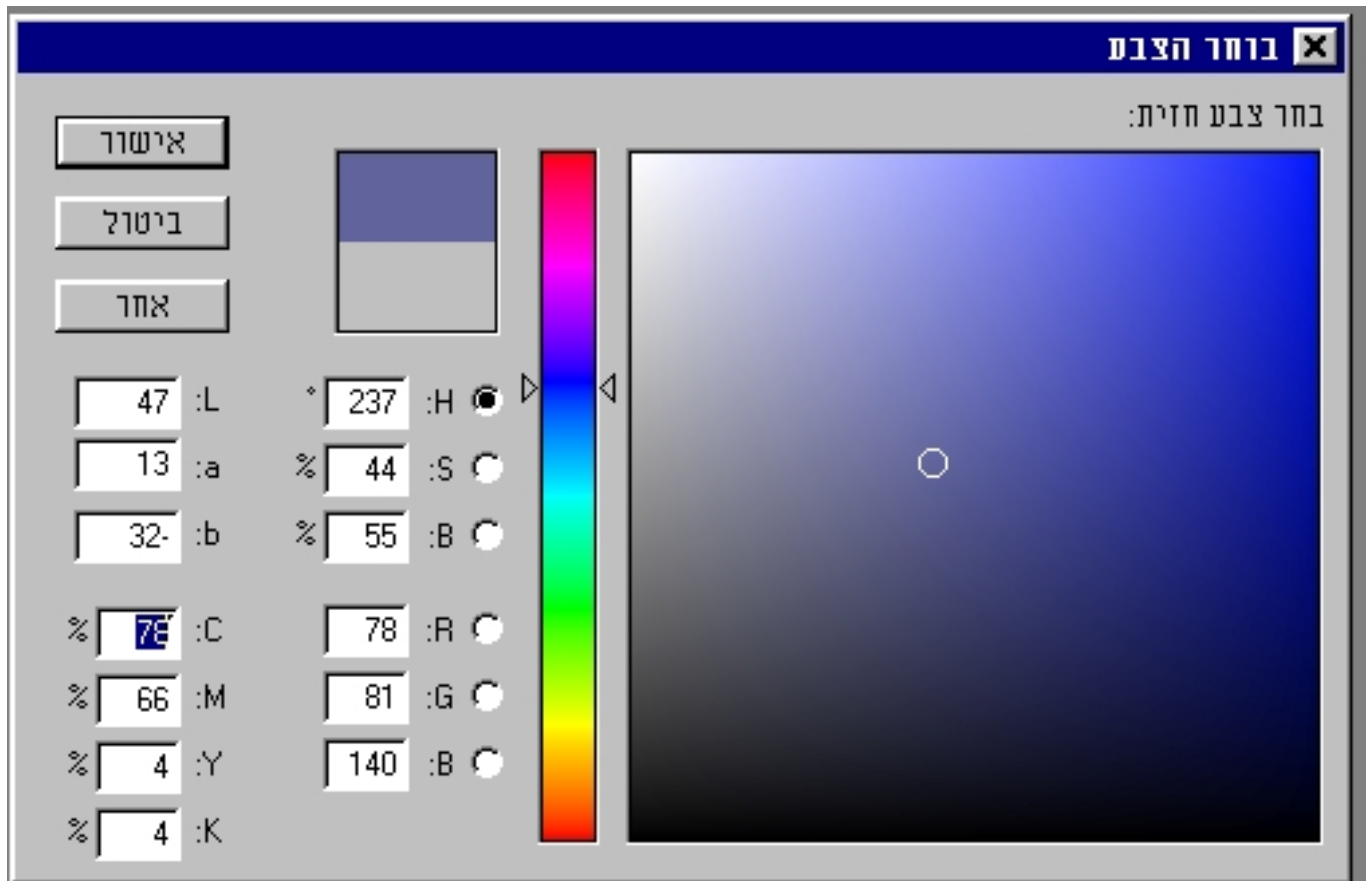 בוחר הצבע
בחר צבע חזית:
אישור
ביטול
אחר
H: 237 °
S: 44 %
B: 55 %
R: 78
G: 81
B: 140
L: 47
a: 13
b: 32-
C: 78 %
M: 66 %
Y: 4 %
K: 4 %